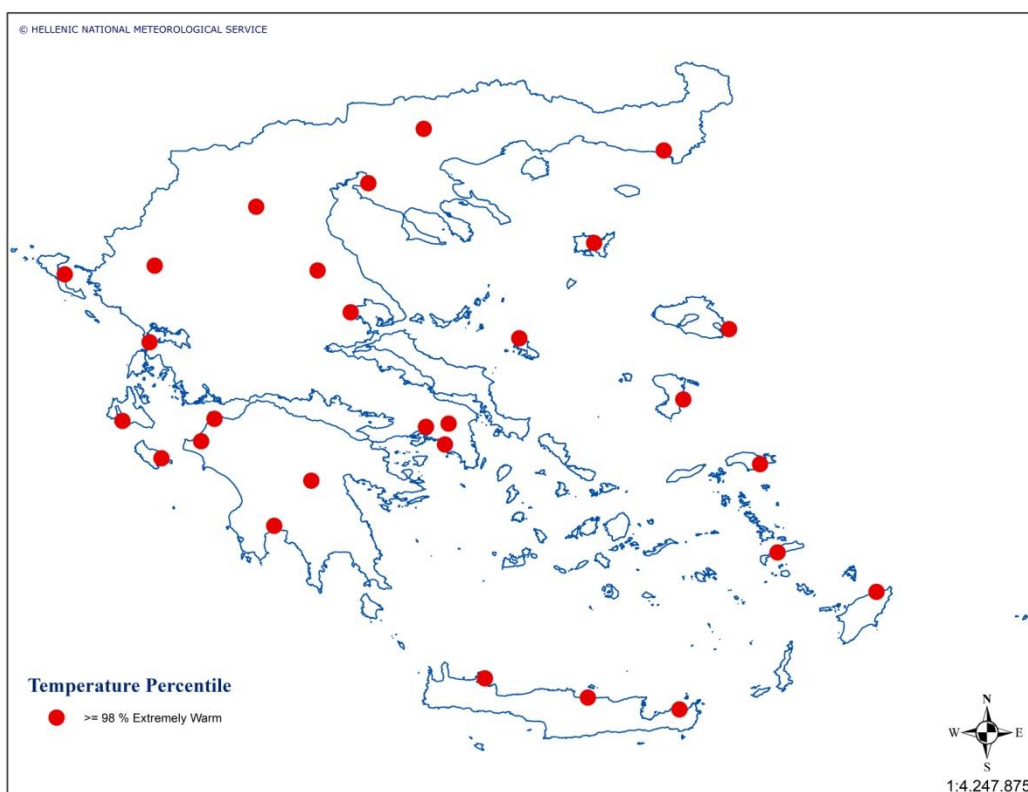 © HELLENIC NATIONAL METEOROLOGICAL SERVICE
Temperature Percentile
>= 98 % Extremely Warm
N
W E
S
1:4.247.875